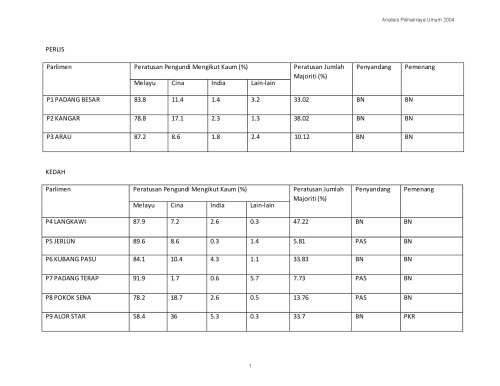 Analisis Pilihanraya Umum 2004
PERLIS
Parlimen Peratusan Pengundi Mengikut Kaum (%) Peratusan Jumlah Majoriti (%) Penyandang Pemenang
Melayu Cina India Lain-lain
P1 PADANG BESAR 83.8 11.4 1.4 3.2 33.02 BN BN
P2 KANGAR 78.8 17.1 2.3 1.3 38.02 BN BN
P3 ARAU 87.2 8.6 1.8 2.4 10.12 BN BN
KEDAH
Parlimen Peratusan Pengundi Mengikut Kaum (%) Peratusan Jumlah Majoriti (%) Penyandang Pemenang
Melayu Cina India Lain-lain
P4 LANGKAWI 87.9 7.2 2.6 0.3 47.22 BN BN
P5 JERLUN 89.6 8.6 0.3 1.4 5.81 PAS BN
P6 KUBANG PASU 84.1 10.4 4.3 1.1 33.83 BN BN
P7 PADANG TERAP 91.9 1.7 0.6 5.7 7.73 PAS BN
P8 POKOK SENA 78.2 18.7 2.6 0.5 13.76 PAS BN
P9 ALOR STAR 58.4 36 5.3 0.3 33.7 BN PKR
1